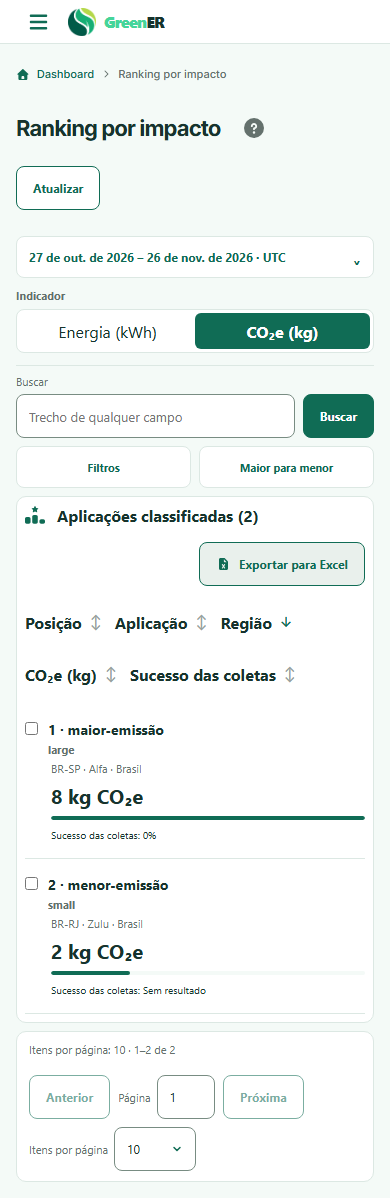 GreenER
Dashboard > Ranking por impacto
Ranking por impacto ?
Atualizar
27 de out. de 2026 – 26 de nov. de 2026 · UTC
Indicador
Energia (kWh) CO₂e (kg)
Buscar
Trecho de qualquer campo Buscar
Filtros Maior para menor
Aplicações classificadas (2)
Exportar para Excel
Posição ↕ Aplicação ↕ Região ↓
CO₂e (kg) ↕ Sucesso das coletas ↕
1 · maior-emissão
large
BR-SP · Alfa · Brasil
8 kg CO₂e
Sucesso das coletas: 0%
2 · menor-emissão
small
BR-RJ · Zulu · Brasil
2 kg CO₂e
Sucesso das coletas: Sem resultado
Itens por página: 10 · 1–2 de 2
Anterior Página 1 Próxima
Itens por página 10